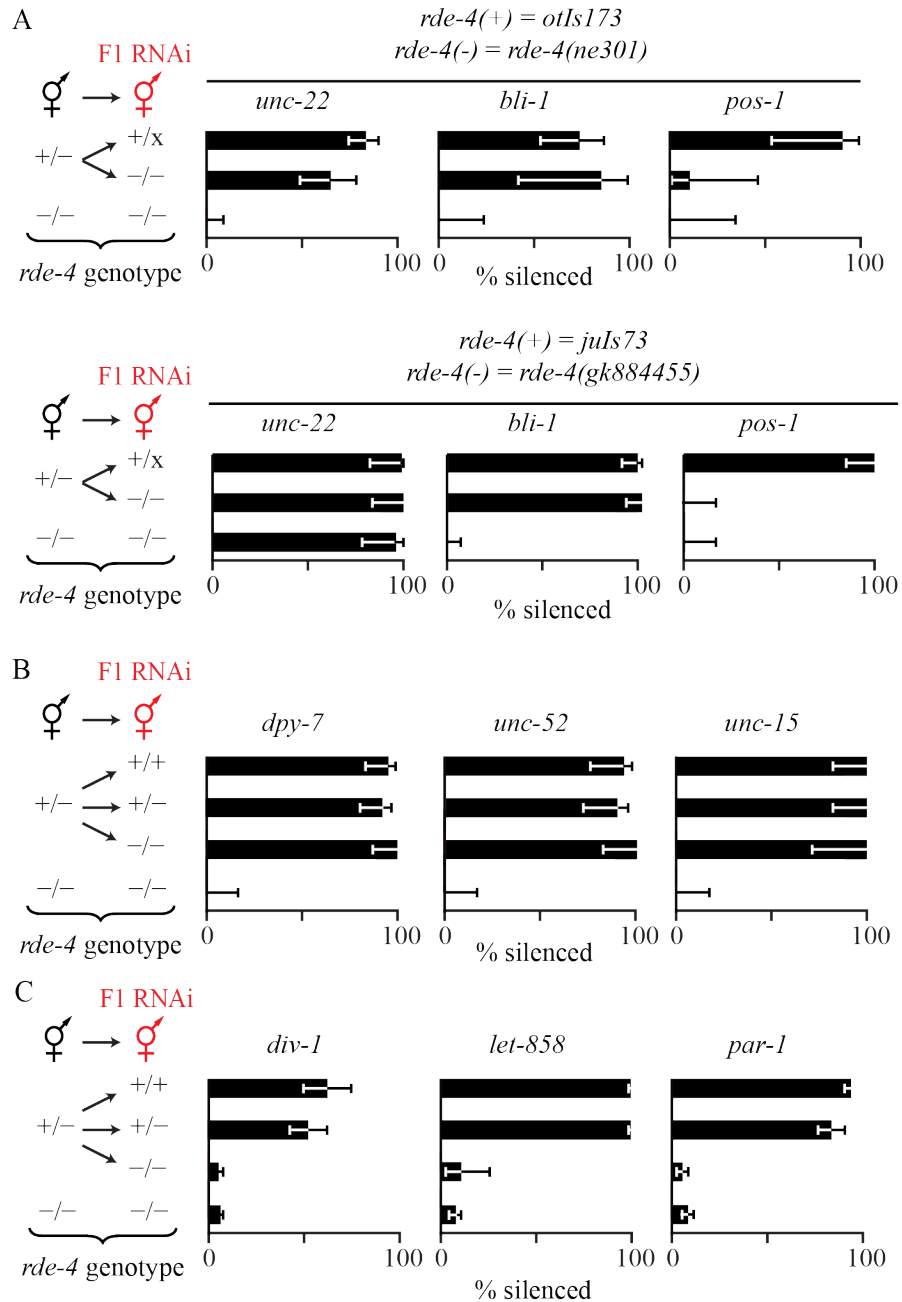 A
rde-4(+) = otIs173
rde-4(-) = rde-4(ne301)
F1 RNAi
unc-22 bli-1 pos-1
+/x
+/−
−/−
−/− −/−
0 100 0 100 0 100
rde-4 genotype
% silenced
rde-4(+) = juIs73
rde-4(-) = rde-4(gk884455)
F1 RNAi
unc-22 bli-1 pos-1
+/x
+/−
−/−
−/− −/−
0 100 0 100 0 100
rde-4 genotype
% silenced
B
F1 RNAi
dpy-7 unc-52 unc-15
+/+
+/− +/−
−/−
−/− −/−
0 100 0 100 0 100
rde-4 genotype
% silenced
C
F1 RNAi
div-1 let-858 par-1
+/+
+/− +/−
−/−
−/− −/−
0 100 0 100 0 100
rde-4 genotype
% silenced